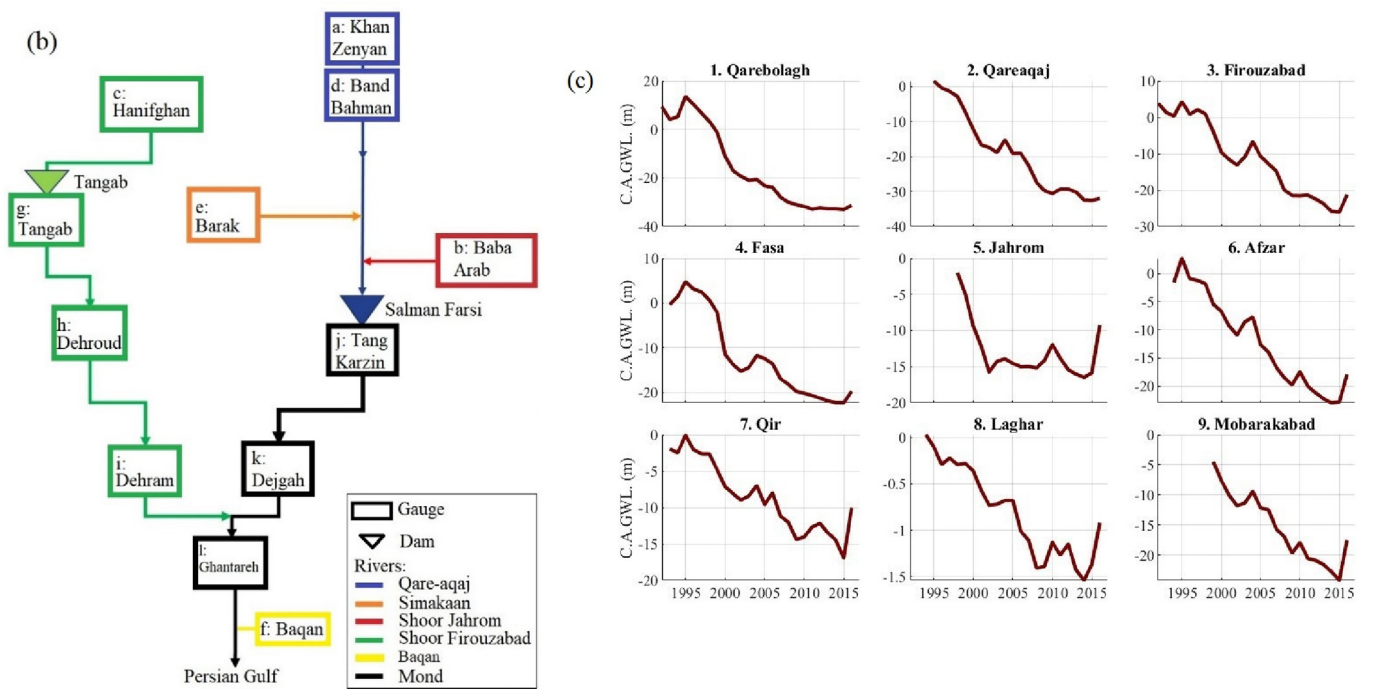 (b)
a: Khan
Zenyan
d: Band
Bahman
c:
Hanifghan
Tangab
g:
Tangab
e:
Barak
b: Baba
Arab
Salman Farsi
h:
Dehroud
j: Tang
Karzin
i:
Dehram
k:
Dejgah
l:
Ghantareh
f: Baqan
Persian Gulf
Gauge
Dam
Rivers:
Qare-aqaj
Simakaan
Shoor Jahrom
Shoor Firouzabad
Baqan
Mond
(c)
1. Qarebolagh
C.A.GWL. (m)
20
0
-20
-40
2. Qareaqaj
0
-10
-20
-30
-40
3. Firouzabad
10
0
-10
-20
-30
4. Fasa
C.A.GWL. (m)
10
0
-10
-20
5. Jahrom
0
-5
-10
-15
-20
6. Afzar
0
-5
-10
-15
-20
7. Qir
C.A.GWL. (m)
0
-5
-10
-15
-20
1995 2000 2005 2010 2015
8. Laghar
0
-0.5
-1
-1.5
1995 2000 2005 2010 2015
9. Mobarakabad
0
-5
-10
-15
-20
1995 2000 2005 2010 2015